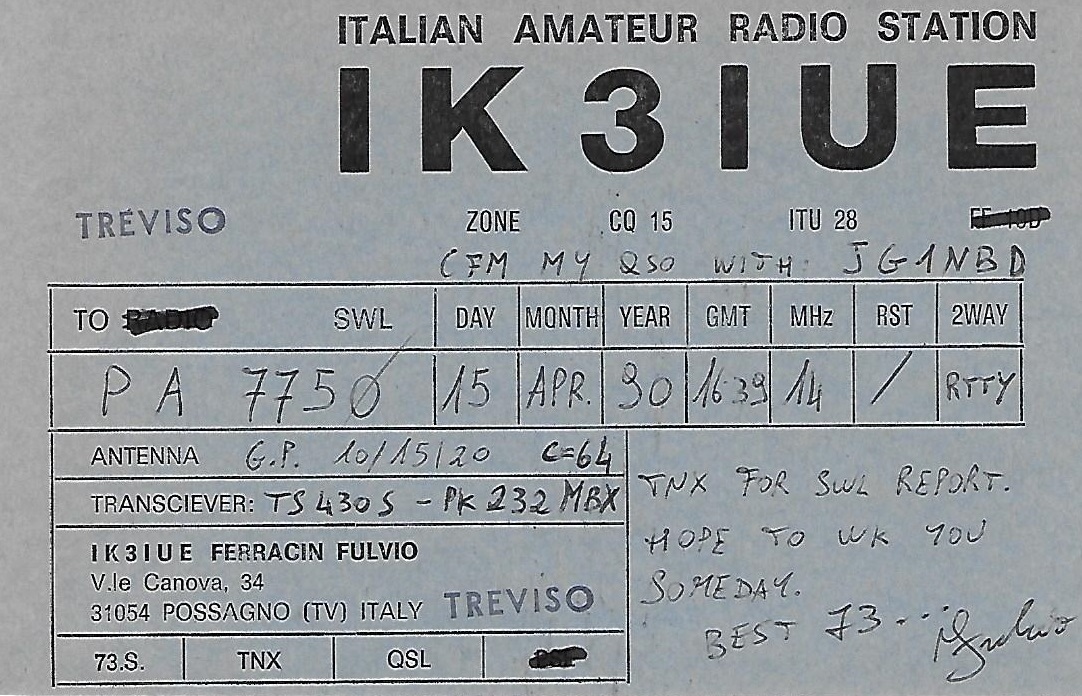 ITALIAN AMATEUR RADIO STATION
IK3IUE
TREVISO ZONE CQ 15 ITU 28
CFM MY QSO WITH: JG1NBD
TO RADIO SWL DAY MONTH YEAR GMT MHz RST 2WAY
PA 7750 15 APR. 90 1639 14 / RTTY
ANTENNA G.P. 10/15/20 C=64
TRANSCIEVER: TS 430S - PK 232 MBX
IK3IUE FERRACIN FULVIO
V.le Canova, 34
31054 POSSAGNO (TV) ITALY TREVISO
73.S. TNX QSL
TNX FOR SWL REPORT.
HOPE TO WK YOU
SOMEDAY.
BEST 73..